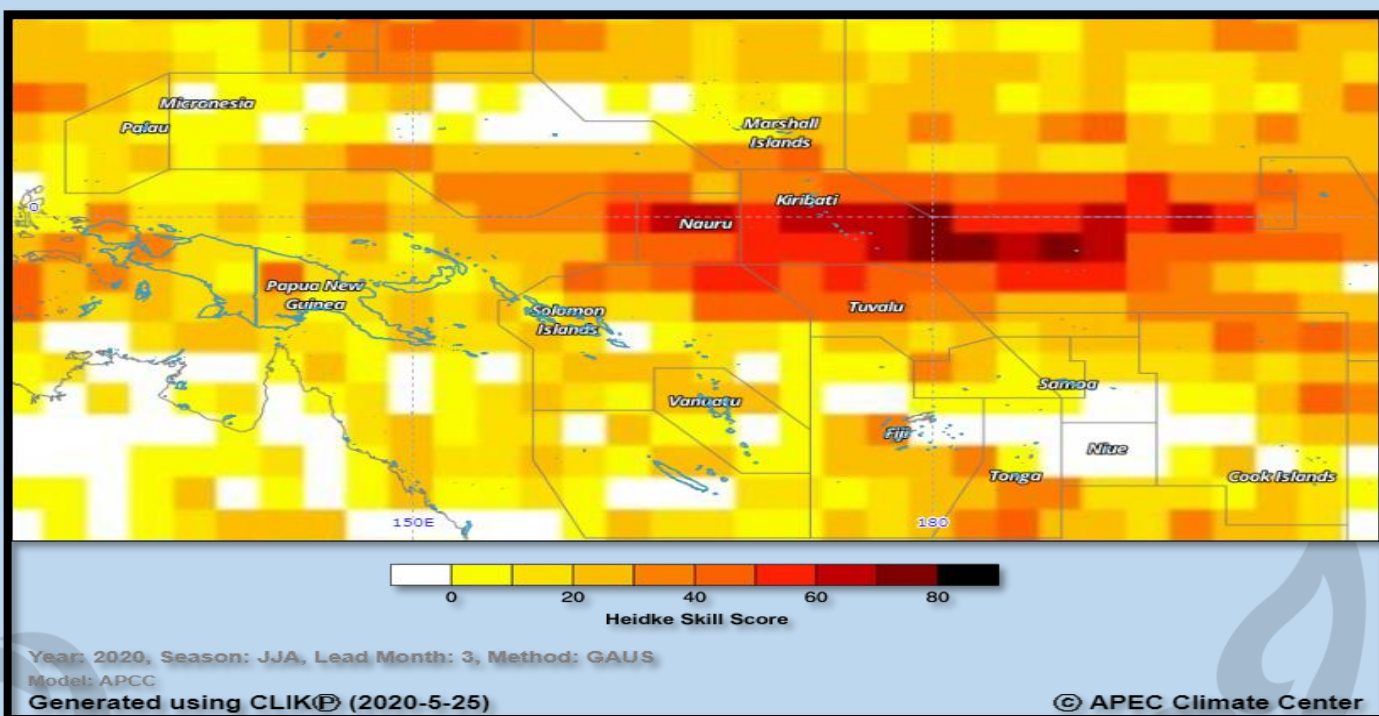 Micronesia
Palau
Marshall
Islands
0
Kiribati
Nauru
Papua New
Guinea
Solomon
Islands
Tuvalu
Samoa
Vanuatu
Fiji
Niue
Tonga
Cook Islands
150E
180
0
20
40
60
80
Heidke Skill Score
Year: 2020, Season: JJA, Lead Month: 3, Method: GAUS
Model: APCC
Generated using CLIKⓅ (2020-5-25)
© APEC Climate Center